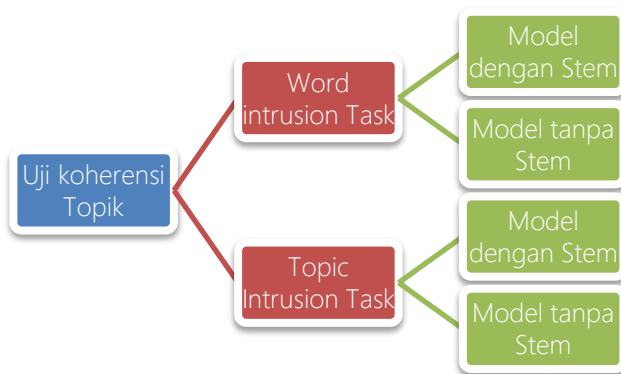 Uji koherensi
Topik
Word
intrusion Task
Model
dengan Stem
Model tanpa
Stem
Topic
Intrusion Task
Model
dengan Stem
Model tanpa
Stem